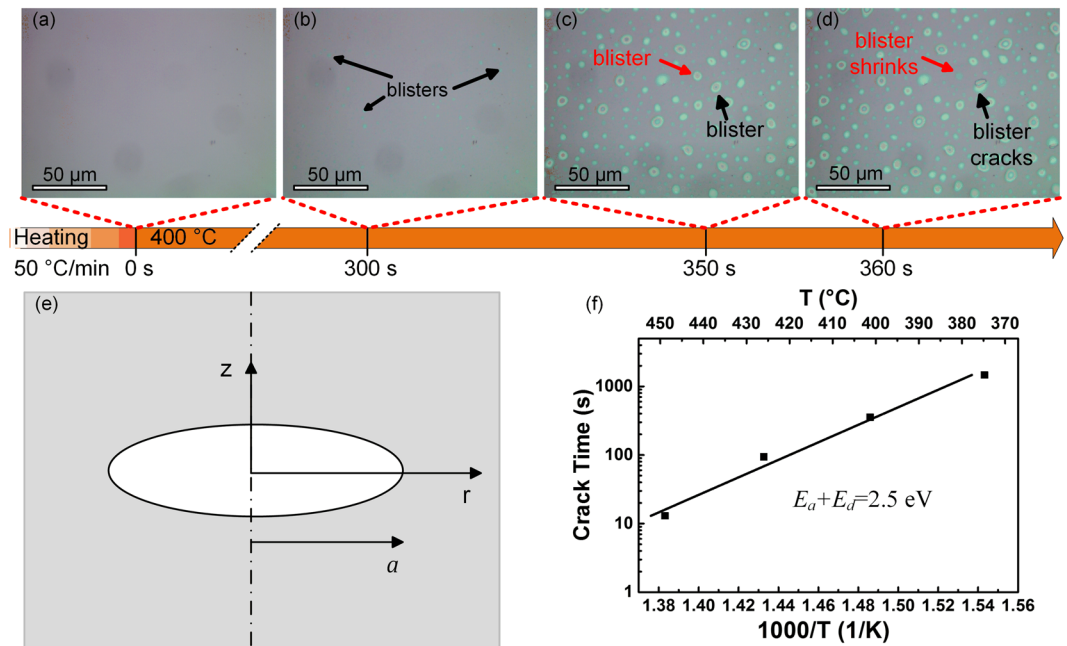 (a)
50 µm
(b)
blisters
50 µm
(c)
blister
blister
50 µm
(d)
blister
shrinks
blister
cracks
50 µm
Heating
400 °C
50 °C/min
0 s
300 s
350 s
360 s
(e)
z
r
a
(f)
T (°C)
450 440 430 420 410 400 390 380 370
Crack Time (s)
1000
100
10
1
Ea+Ed=2.5 eV
1.38 1.40 1.42 1.44 1.46 1.48 1.50 1.52 1.54 1.56
1000/T (1/K)